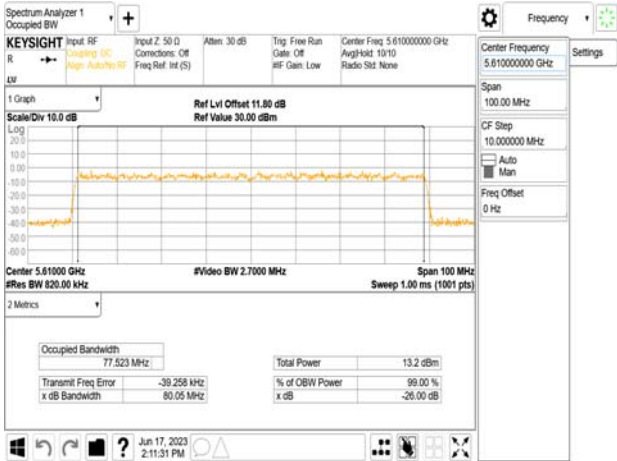 Spectrum Analyzer 1
Occupied BW
+
Frequency
KEYSIGHT
R
Input: RF
Coupling: DC
Align: Auto/No RF
Input Z: 50 Ω
Corrections: Off
Freq Ref: Int (S)
Atten: 30 dB
Trig: Free Run
Gate: Off
#IF Gain: Low
Center Freq: 5.610000000 GHz
Avg|Hold: 10/10
Radio Std: None
Center Frequency
5.610000000 GHz
Settings
Span
100.00 MHz
CF Step
10.000000 MHz
Auto
Man
Freq Offset
0 Hz
1 Graph
Scale/Div 10.0 dB
Ref Lvl Offset 11.80 dB
Ref Value 30.00 dBm
Log
20.0
10.0
0.00
-10.0
-20.0
-30.0
-40.0
-50.0
-60.0
Center 5.61000 GHz
#Video BW 2.7000 MHz
Span 100 MHz
#Res BW 820.00 kHz
Sweep 1.00 ms (1001 pts)
2 Metrics
Occupied Bandwidth
77.523 MHz
Total Power
13.2 dBm
Transmit Freq Error
-39.258 kHz
% of OBW Power
99.00 %
x dB Bandwidth
80.05 MHz
x dB
-26.00 dB
?
Jun 17, 2023
2:11:31 PM